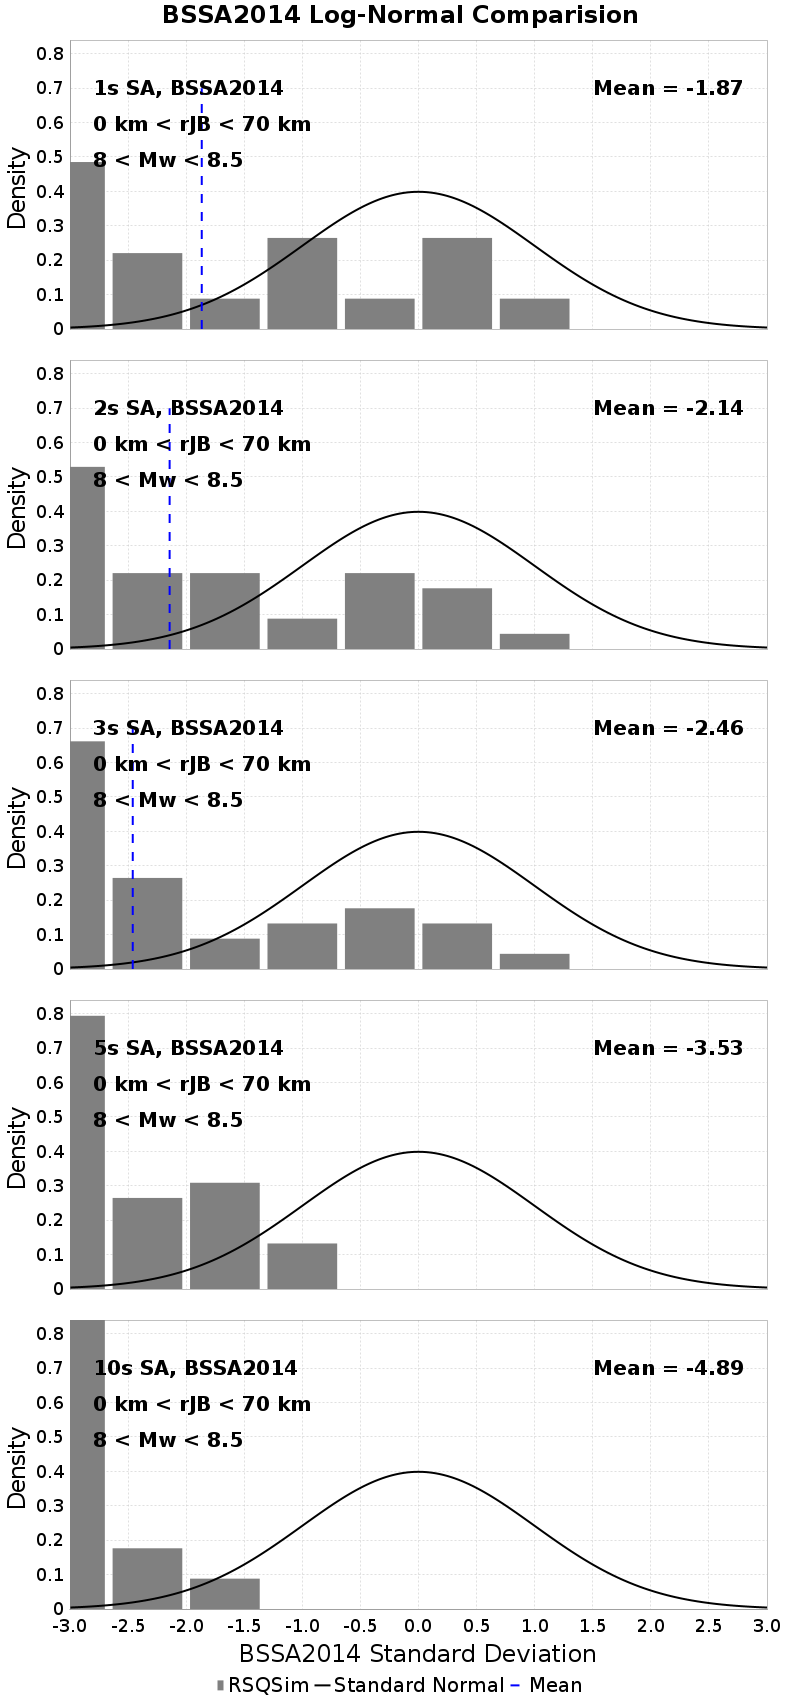 BSSA2014 Log-Normal Comparision
0.8
0.7
0.6
0.5
0.4
0.3
0.2
0.1
0
Density
1s SA, BSSA2014
Mean = -1.87
0 km < rJB < 70 km
8 < Mw < 8.5
0.8
0.7
0.6
0.5
0.4
0.3
0.2
0.1
0
Density
2s SA, BSSA2014
Mean = -2.14
0 km < rJB < 70 km
8 < Mw < 8.5
0.8
0.7
0.6
0.5
0.4
0.3
0.2
0.1
0
Density
3s SA, BSSA2014
Mean = -2.46
0 km < rJB < 70 km
8 < Mw < 8.5
0.8
0.7
0.6
0.5
0.4
0.3
0.2
0.1
0
Density
5s SA, BSSA2014
Mean = -3.53
0 km < rJB < 70 km
8 < Mw < 8.5
0.8
0.7
0.6
0.5
0.4
0.3
0.2
0.1
0
Density
10s SA, BSSA2014
Mean = -4.89
0 km < rJB < 70 km
8 < Mw < 8.5
-3.0 -2.5 -2.0 -1.5 -1.0 -0.5 0.0 0.5 1.0 1.5 2.0 2.5 3.0
BSSA2014 Standard Deviation
RSQSim Standard Normal Mean